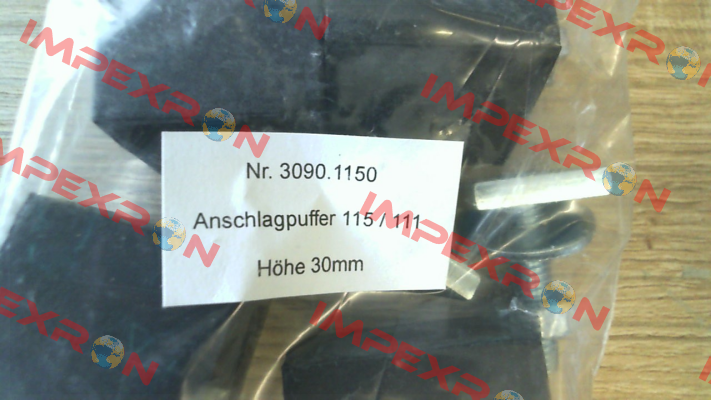 IMPEXRON
Nr. 3090.1150
Anschlagpuffer 115 / 111
Höhe 30mm